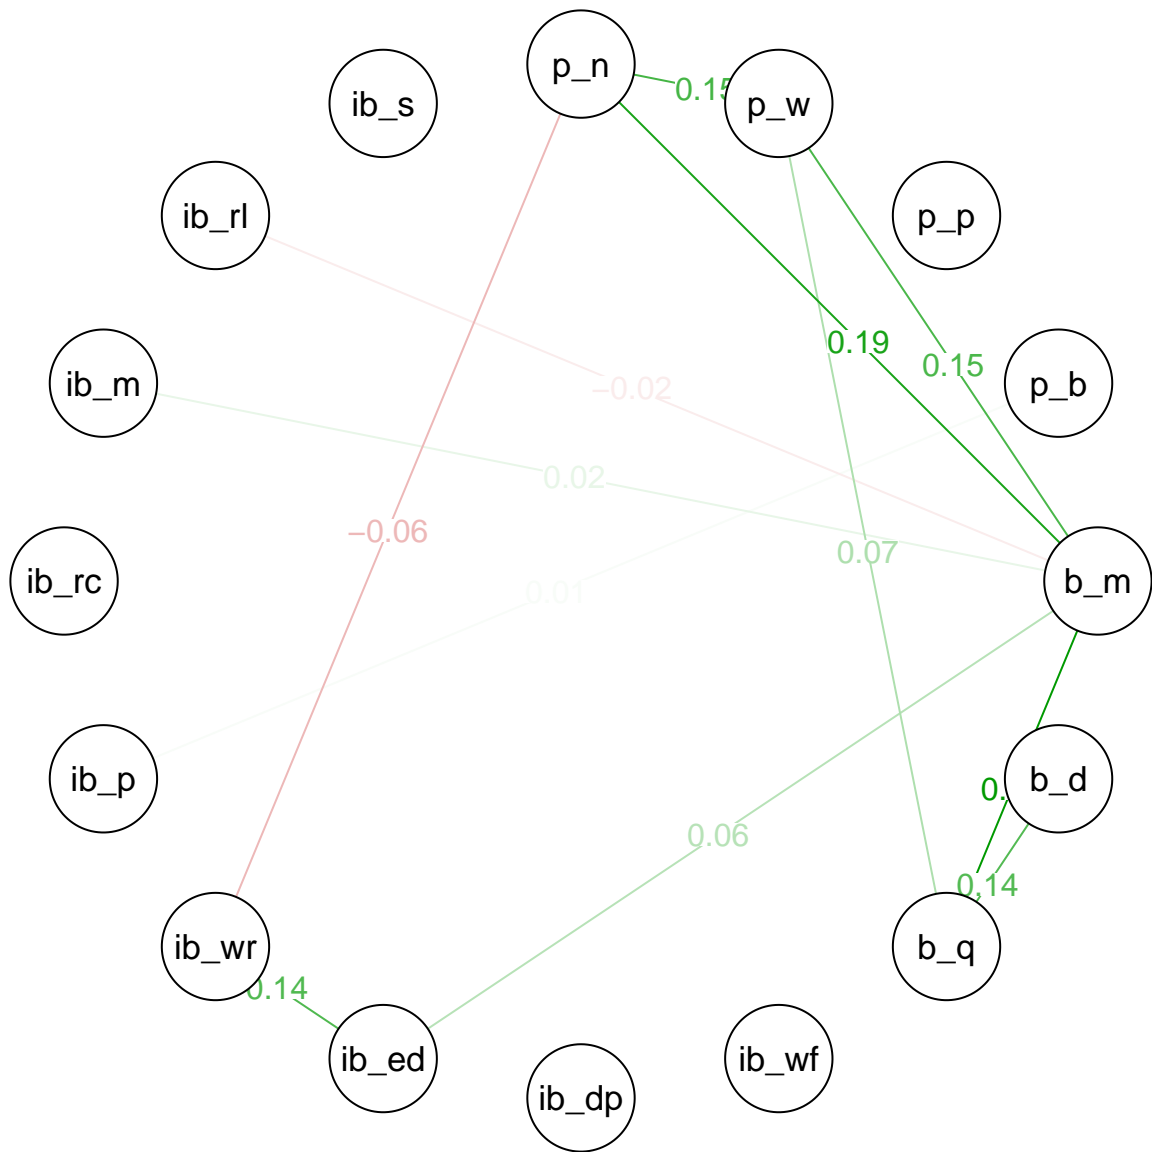 p_n
0.15
p_w
ib_s
ib_rl
p_p
0.19
0.15
−0.02
ib_m
p_b
0.02
−0.06
0.07
ib_rc
0.01
b_m
ib_p
b_d
0.
0.06
0.14
ib_wr
b_q
0.14
ib_ed
ib_wf
ib_dp